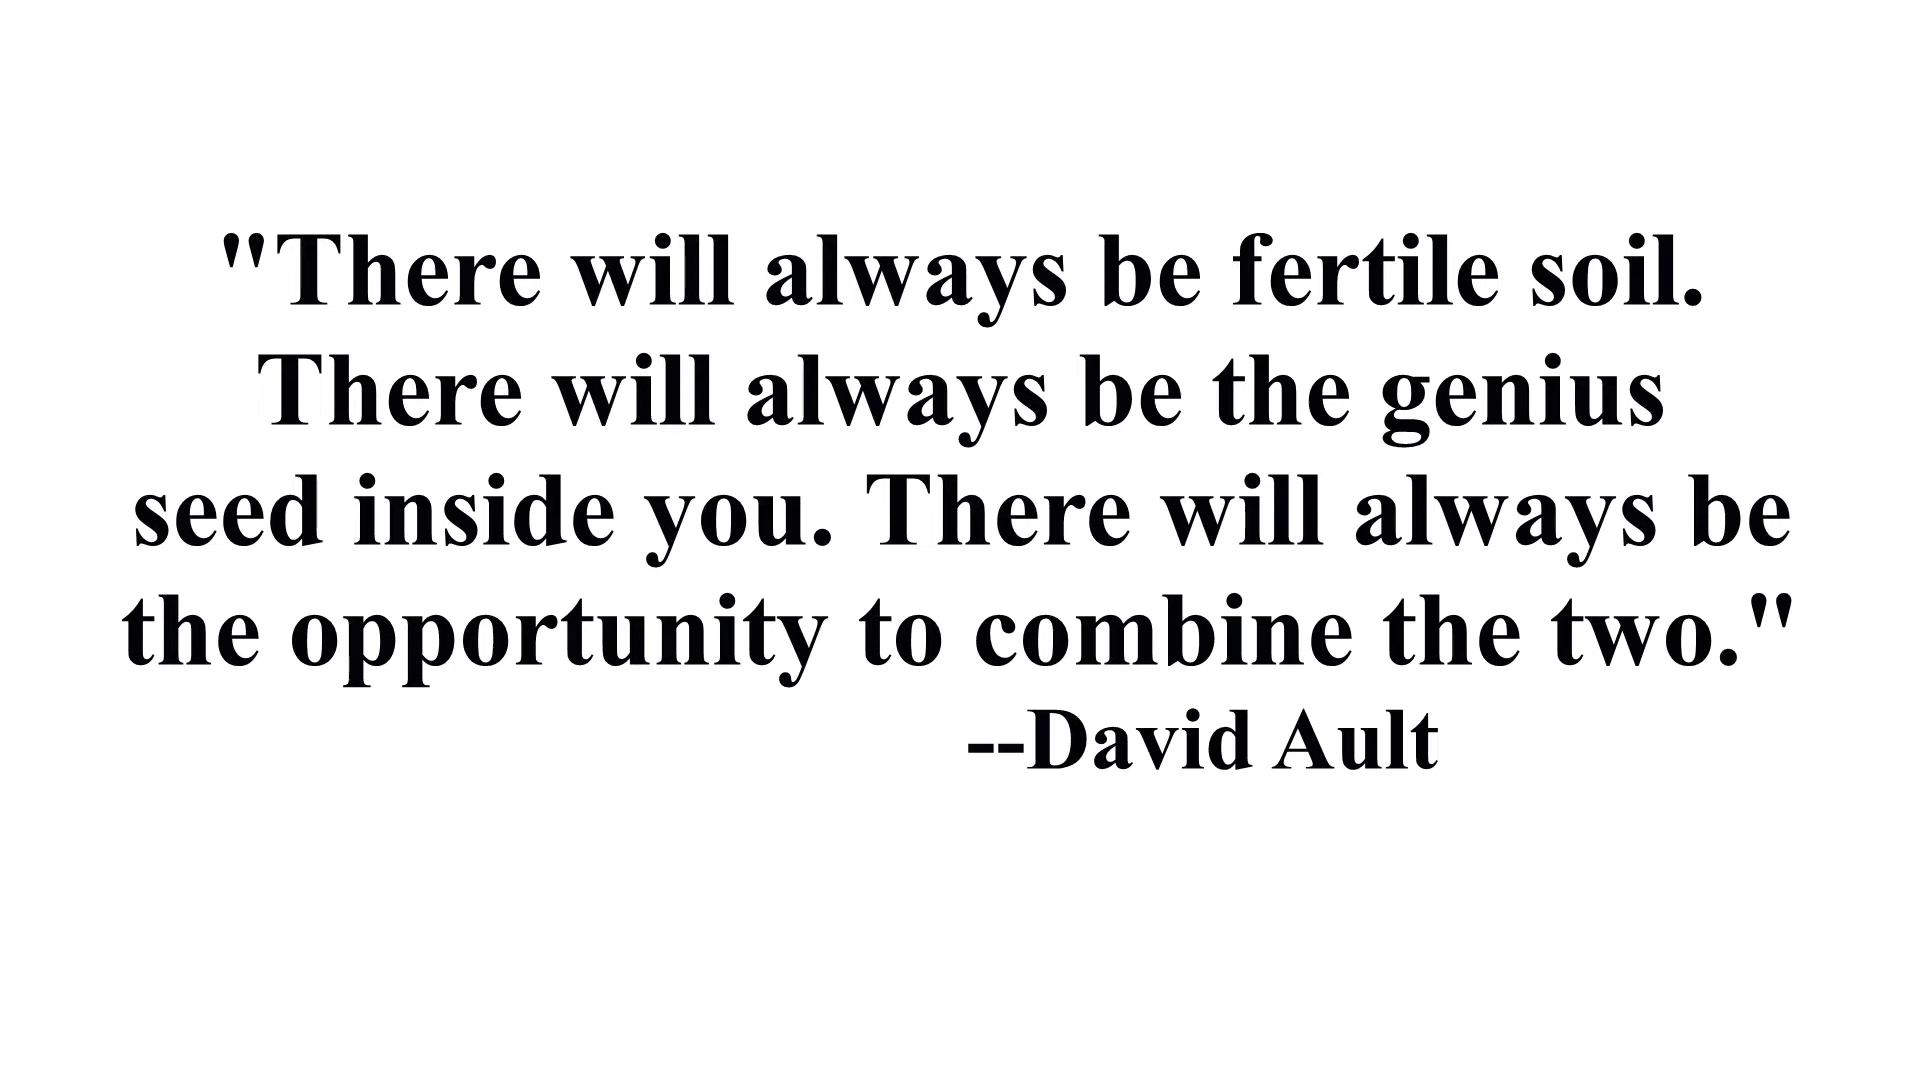 "There will always be fertile soil.
There will always be the genius
seed inside you. There will always be
the opportunity to combine the two."
--David Ault